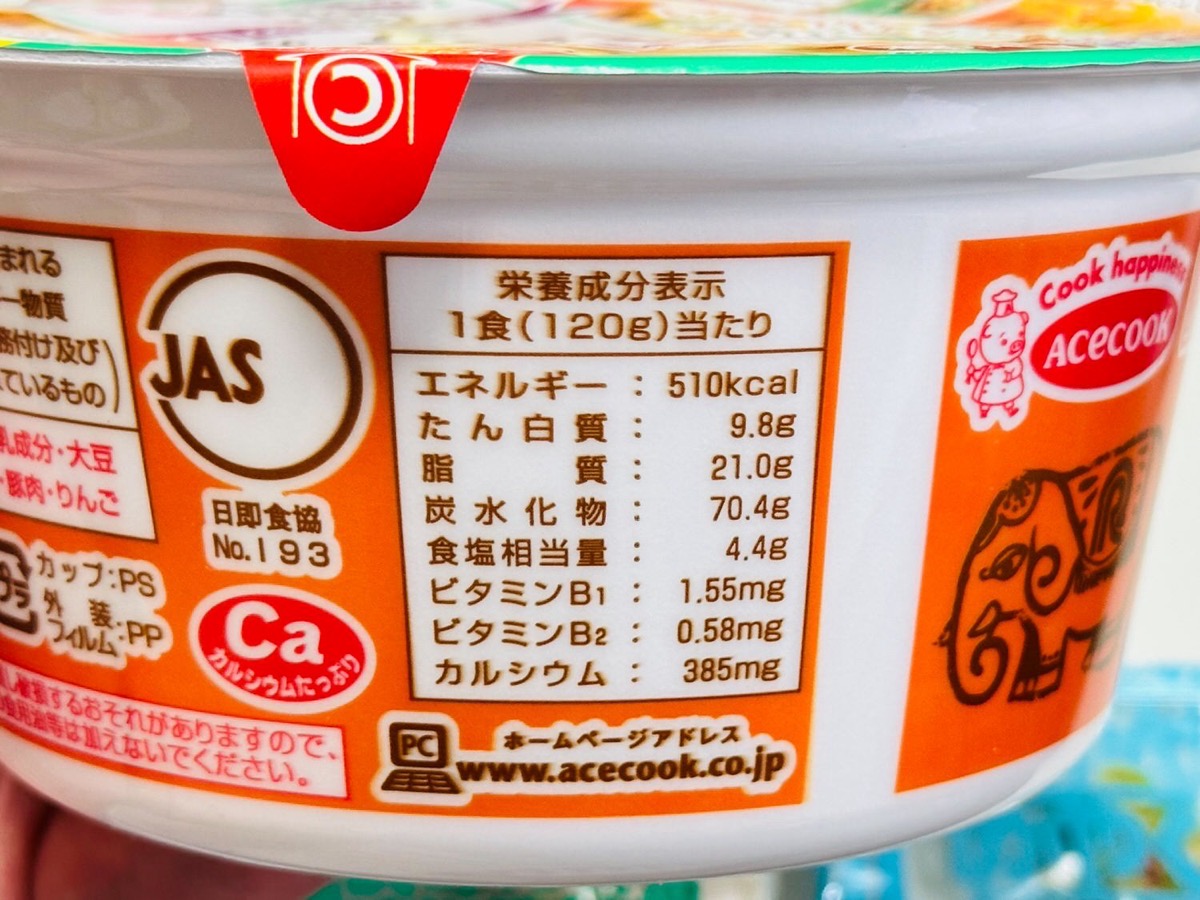 まれる
物質
付け及び
ているもの)
乳成分・大豆
・豚肉・りんご
カップ:PS
外装・
フィルム:PP
張するおそれがありますので、
は加えないでください。
JAS
日即食協
No.193
Ca
カルシウムたっぷり
栄養成分表示
1食(120g)当たり
エネルギー : 510kcal
たん白質 : 9.8g
脂質 : 21.0g
炭水化物 : 70.4g
食塩相当量 : 4.4g
ビタミンB1 : 1.55mg
ビタミンB2 : 0.58mg
カルシウム : 385mg
PC
ホームページアドレス
www.acecook.co.jp
Cook happiness
ACECOOK